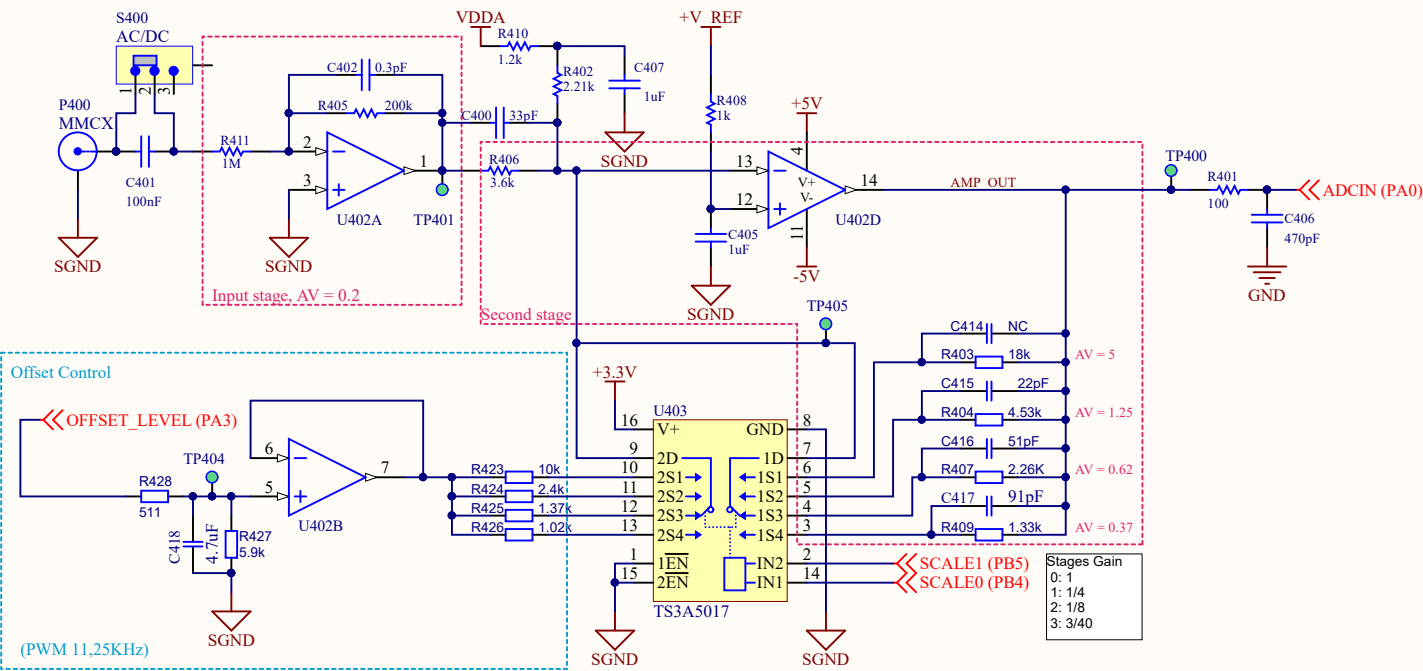 S400
AC/DC
1
2
3
P400
MMCX
C401
100nF
SGND
R411
1M
C402
0.3pF
R405
200k
2
3
1
U402A
SGND
TP401
Input stage, AV = 0.2
VDDA
R410
1.2k
R402
2.21k
C407
1uF
SGND
C400
33pF
R406
3.6k
Second stage
+V_REF
R408
1k
C405
1uF
SGND
+5V
4
13
12
V+
V-
14
11
U402D
-5V
AMP_OUT
TP400
R401
100
ADCIN (PA0)
C406
470pF
GND
TP405
C414
NC
R403
18k
AV = 5
C415
22pF
R404
4.53k
AV = 1.25
C416
51pF
R407
2.26K
AV = 0.62
C417
91pF
R409
1.33k
AV = 0.37
Offset Control
OFFSET_LEVEL (PA3)
TP404
R428
511
C418
4.7uF
R427
5.9k
SGND
6
5
7
U402B
(PWM 11,25KHz)
R423
10k
R424
2.4k
R425
1.37k
R426
1.02k
+3.3V
U403
16
V+
GND
8
9
2D
1D
7
10
2S1
1S1
6
11
2S2
1S2
5
12
2S3
1S3
4
13
2S4
1S4
3
1
1EN
IN2
2
15
2EN
IN1
14
TS3A5017
SGND
SGND
SCALE1 (PB5)
SCALE0 (PB4)
Stages Gain
0: 1
1: 1/4
2: 1/8
3: 3/40